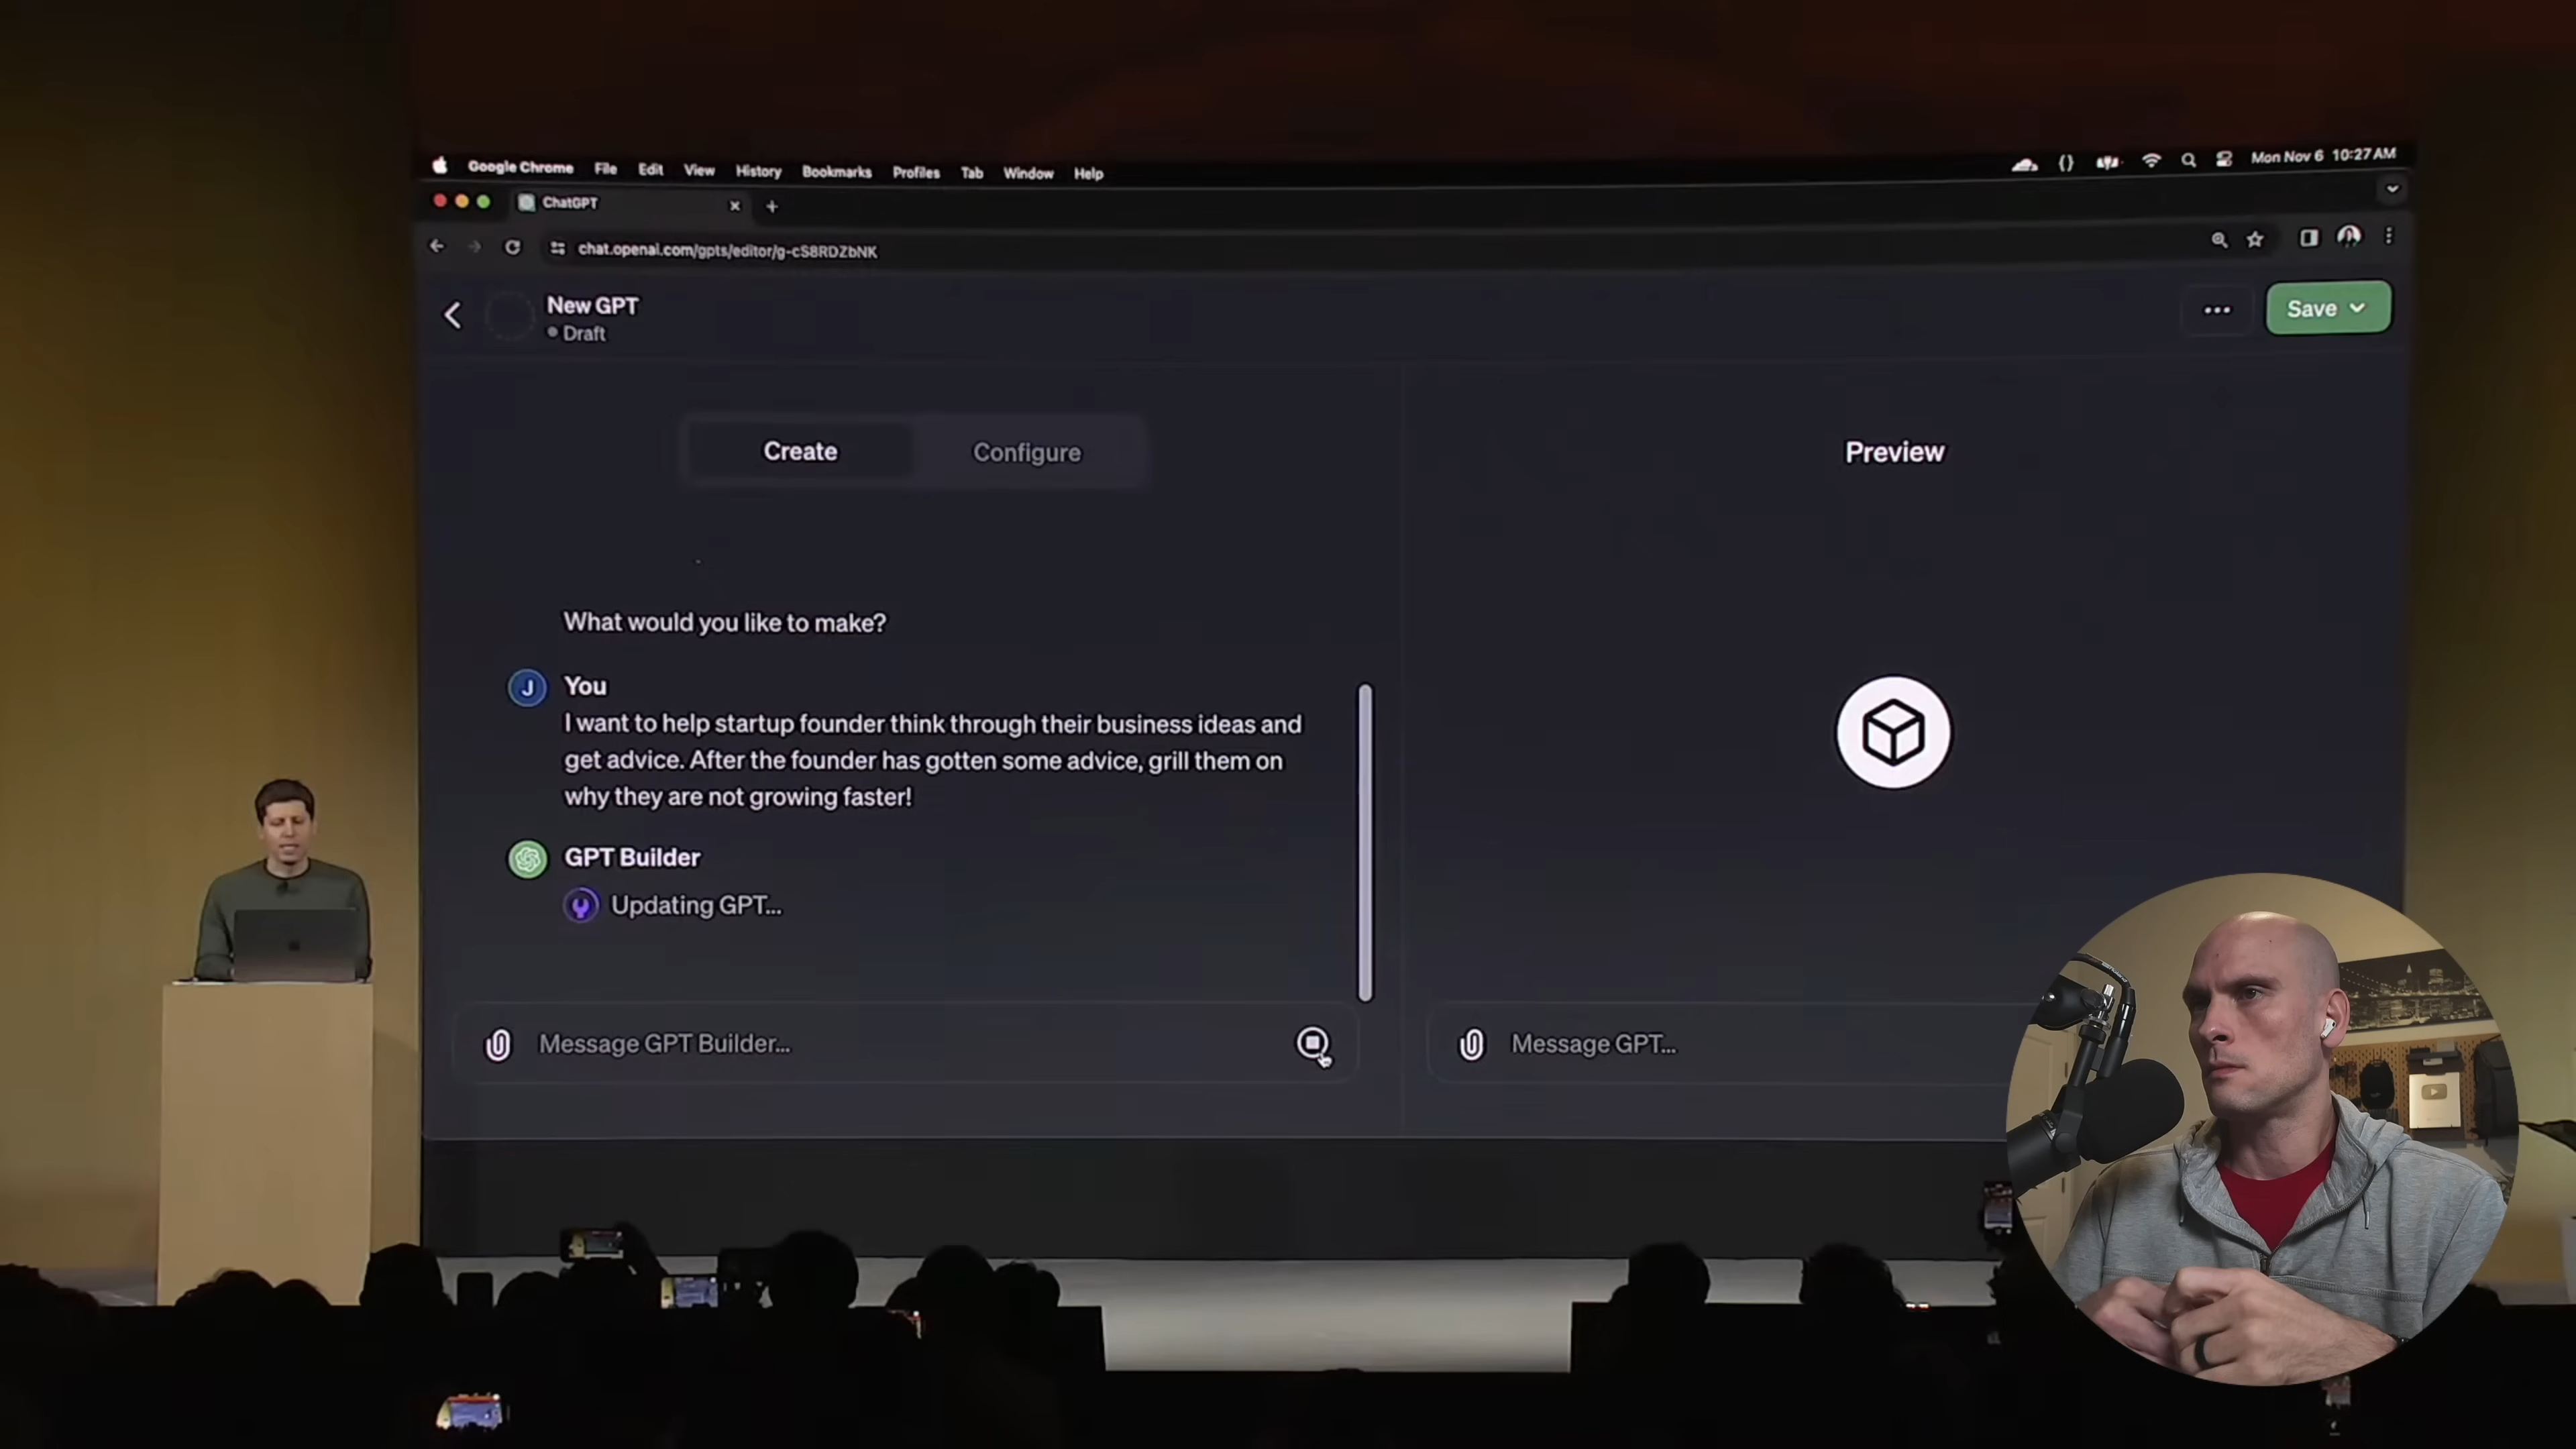 Google Chrome File Edit View History Bookmarks Profiles Tab Window Help Mon Nov 6 10:27 AM
ChatGPT
chat.openai.com/gpts/editor/g-cS8RDZbNK
New GPT
Draft
Save
Create Configure
Preview
What would you like to make?
J You
I want to help startup founder think through their business ideas and
get advice. After the founder has gotten some advice, grill them on
why they are not growing faster!
GPT Builder
Updating GPT...
Message GPT Builder...
Message GPT...